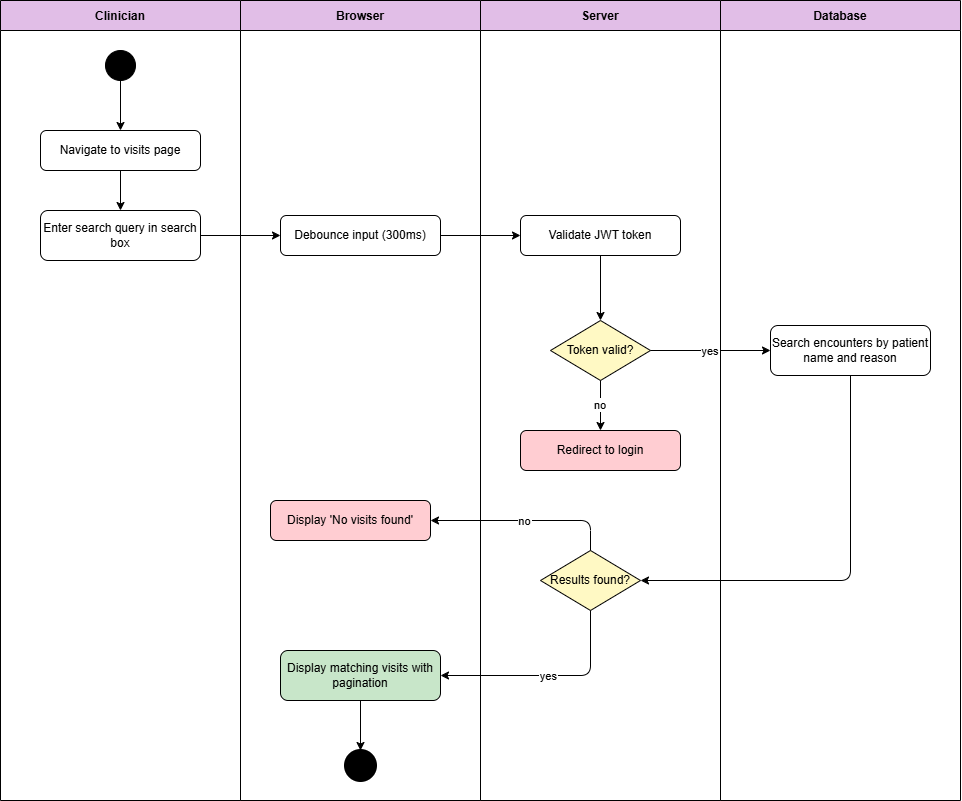 Clinician
Browser
Server
Database
Navigate to visits page
Enter search query in search
box
Debounce input (300ms)
Validate JWT token
Token valid?
yes
Search encounters by patient
name and reason
no
Redirect to login
Display 'No visits found'
no
Results found?
Display matching visits with
pagination
yes